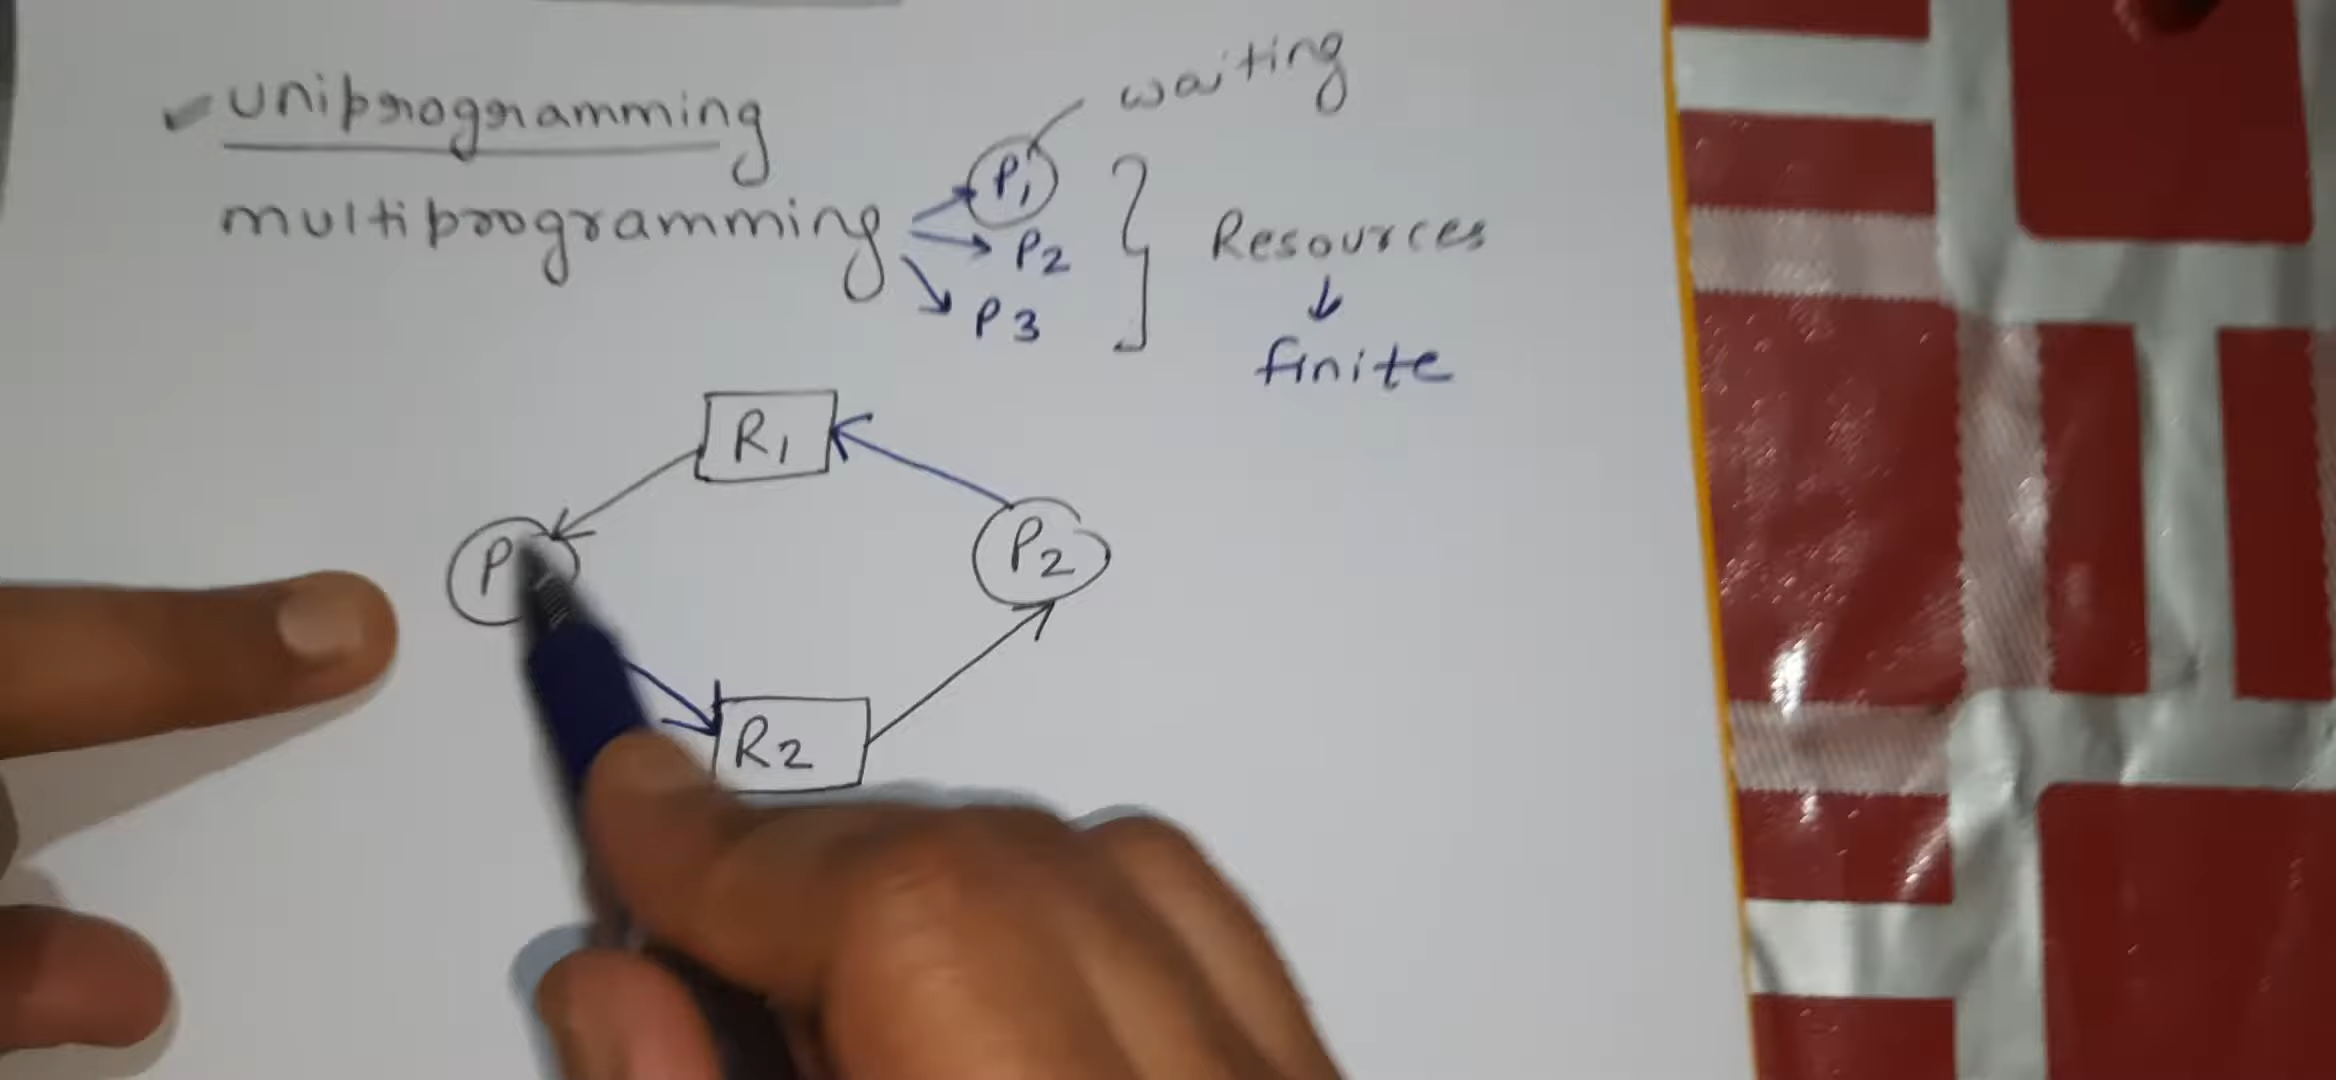 uniprogramming
waiting
multiprogramming
P1
P2
P3
Resources
finite
R1
P
P2
R2